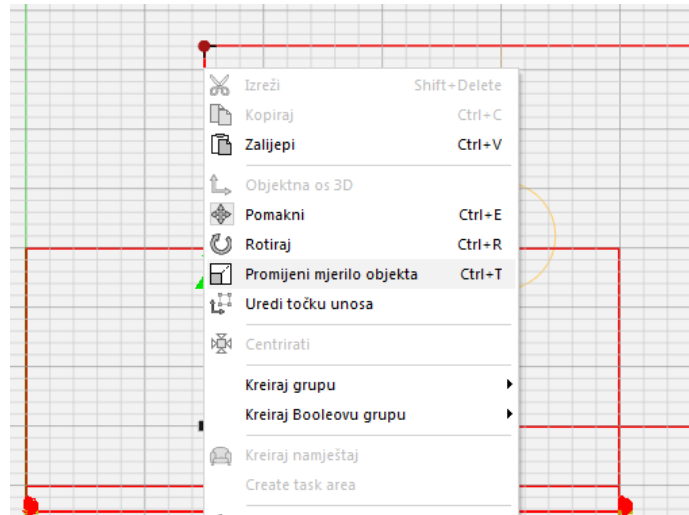 Izreži Shift+Delete
Kopiraj Ctrl+C
Zalijepi Ctrl+V
Objektna os 3D
Pomakni Ctrl+E
Rotiraj Ctrl+R
Promijeni mjerilo objekta Ctrl+T
Uredi točku unosa
Centrirati
Kreiraj grupu
Kreiraj Booleovu grupu
Kreiraj namještaj
Create task area